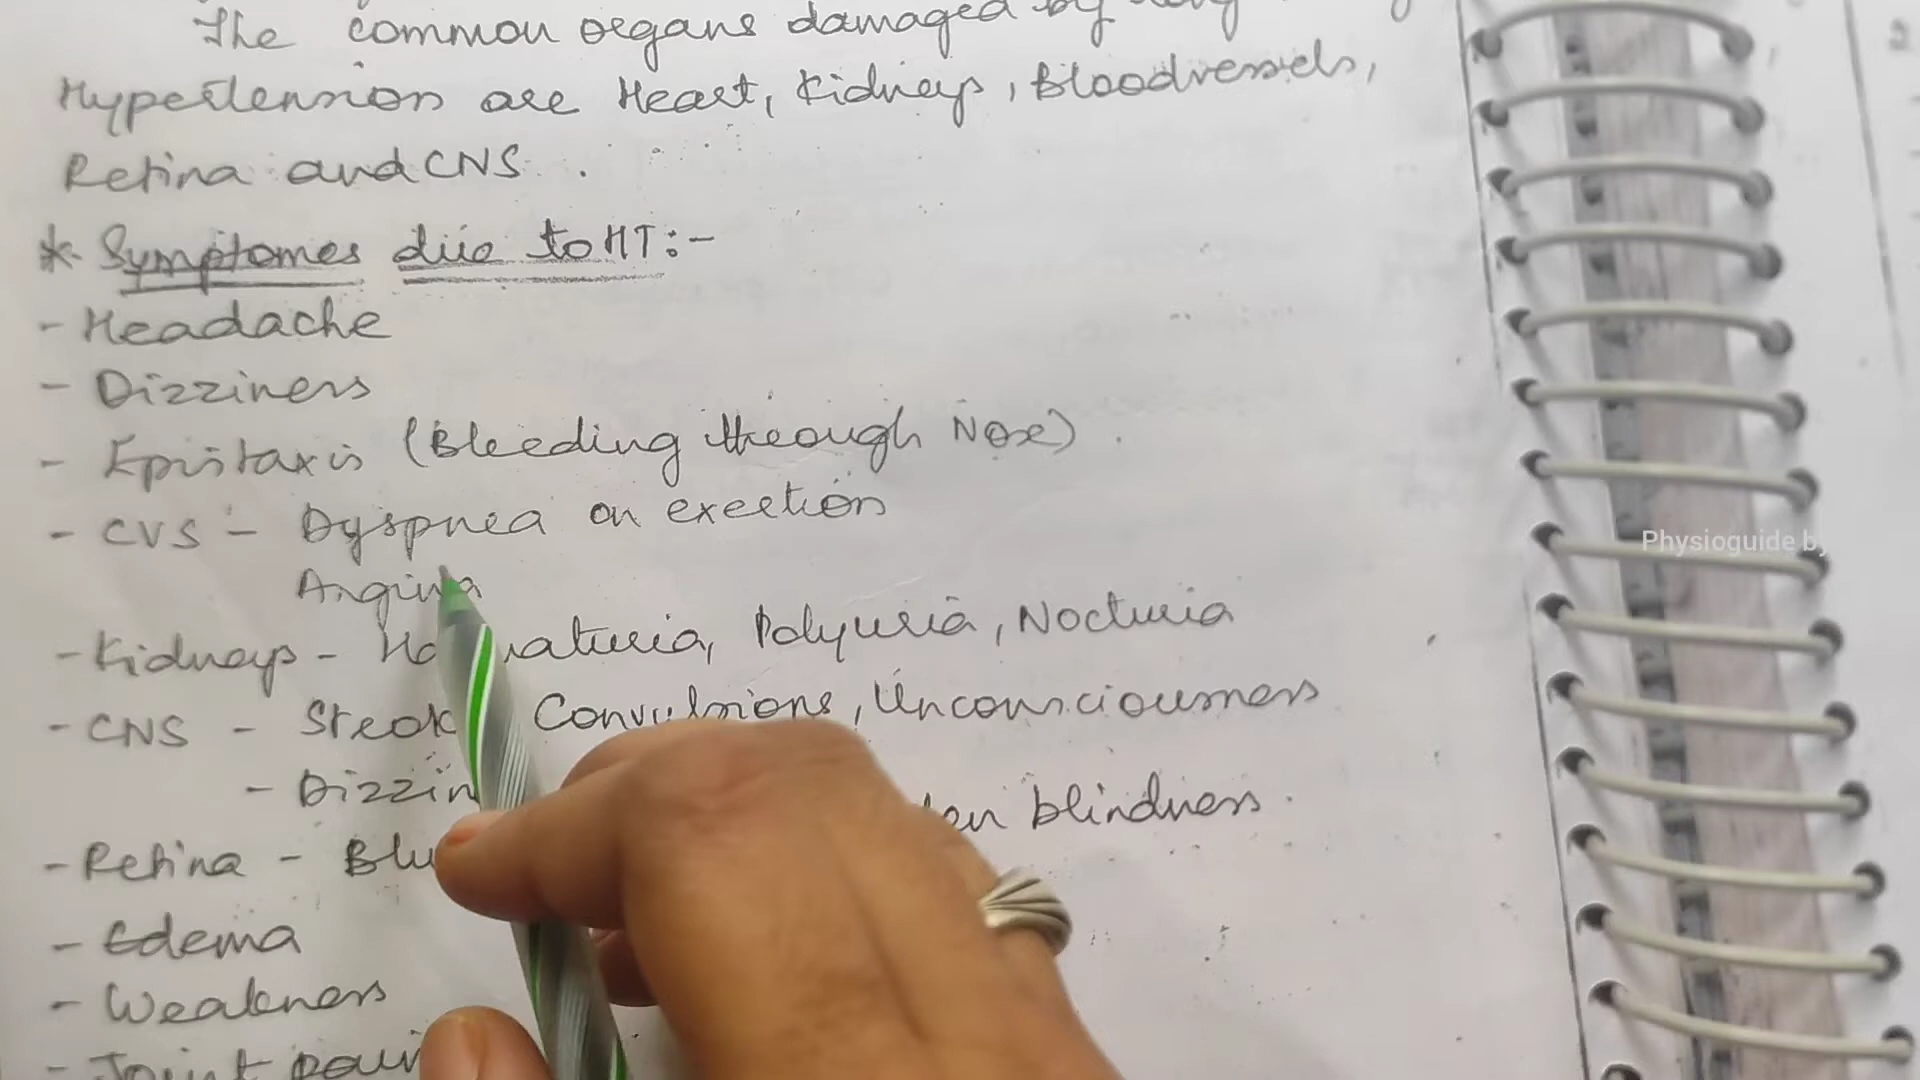 The common organs damaged by
Hypertension are Heart, Kidneys, Bloodvessels,
Retina and CNS.
* Symptomes due to HT:-
- Headache
- Dizziness
- Epistaxis (Bleeding through Nose).
- CVS - Dyspnea on exertion
Angina
- Kidneys - Polyuria, Nocturia
- CNS - Convulsions, Unconsciousness
- blindness.
- Retina -
- Edema
- Weakness
- Joint
Physioguide by